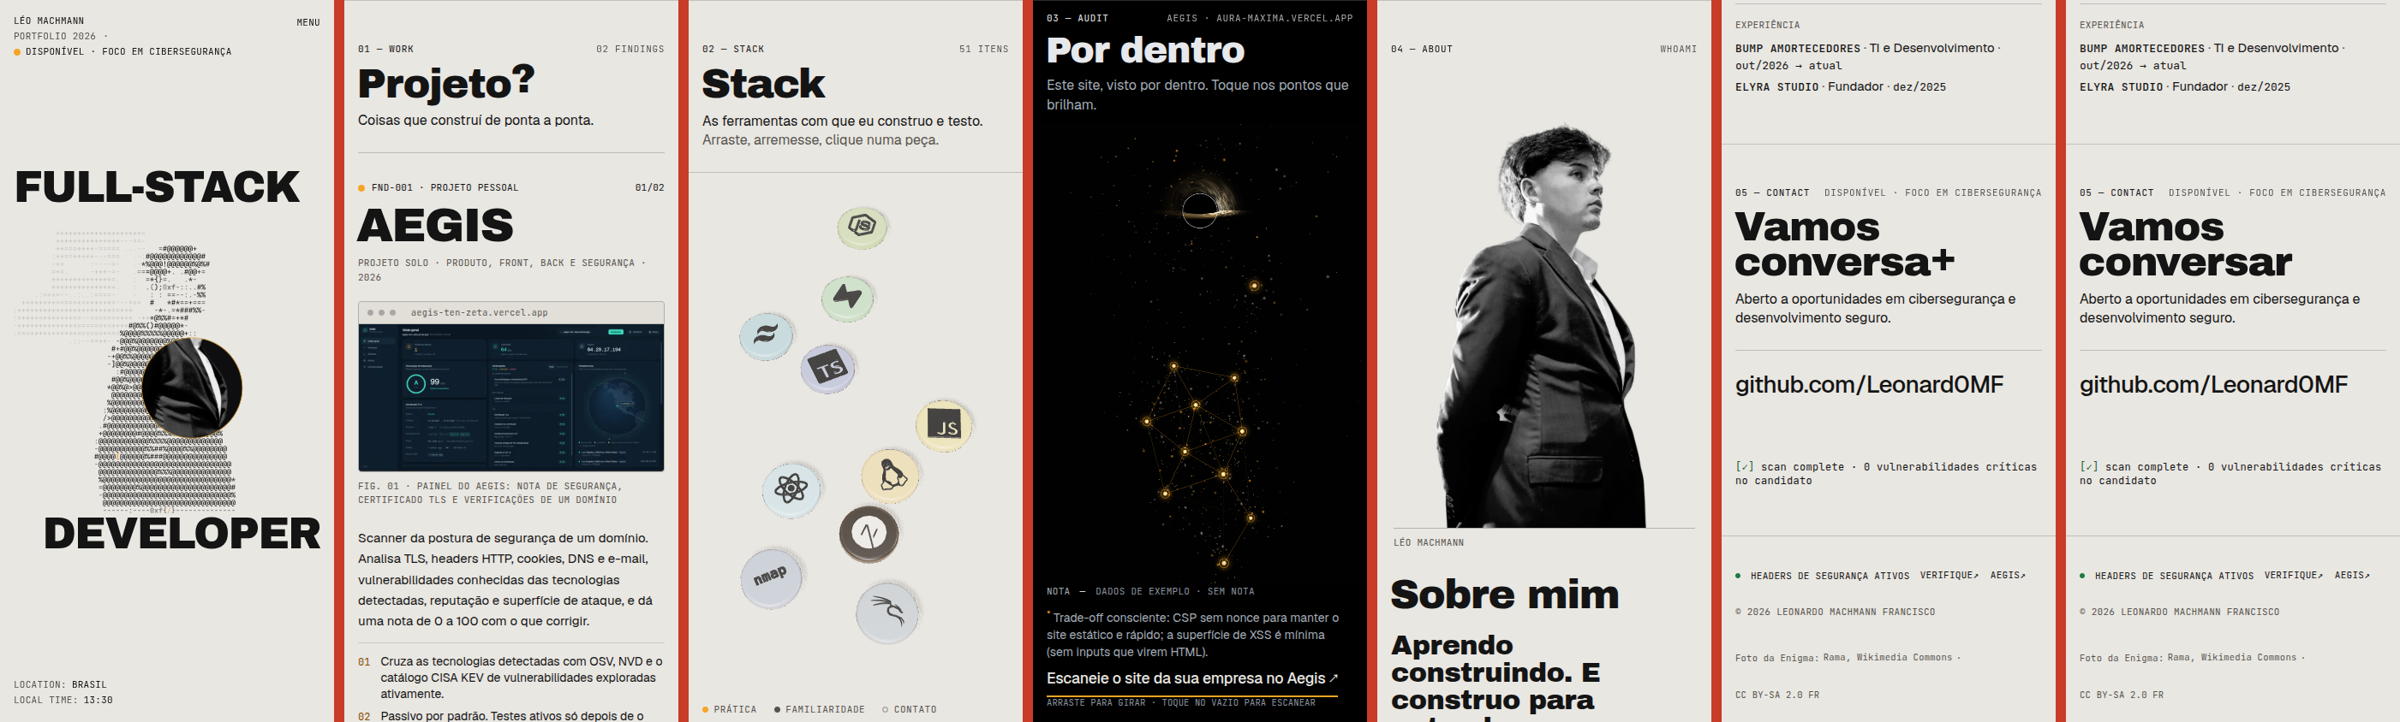 LÉO MACHMANN
MENU
PORTFOLIO 2026 ·
DISPONÍVEL · FOCO EM CIBERSEGURANÇA
FULL-STACK
DEVELOPER
LOCATION: BRASIL
LOCAL TIME: 13:30
01 — WORK
02 FINDINGS
Projeto?
Coisas que construí de ponta a ponta.
FND-001 · PROJETO PESSOAL
01/02
AEGIS
PROJETO SOLO · PRODUTO, FRONT, BACK E SEGURANÇA ·
2026
aegis-ten-zeta.vercel.app
FIG. 01 · PAINEL DO AEGIS: NOTA DE SEGURANÇA,
CERTIFICADO TLS E VERIFICAÇÕES DE UM DOMÍNIO
Scanner da postura de segurança de um domínio.
Analisa TLS, headers HTTP, cookies, DNS e e-mail,
vulnerabilidades conhecidas das tecnologias
detectadas, reputação e superfície de ataque, e dá
uma nota de 0 a 100 com o que corrigir.
01 Cruza as tecnologias detectadas com OSV, NVD e o
catálogo CISA KEV de vulnerabilidades exploradas
ativamente.
02 Passivo por padrão. Testes ativos só depois de o
02 — STACK
51 ITENS
Stack
As ferramentas com que eu construo e testo.
Arraste, arremesse, clique numa peça.
JS
TS
JS
nmap
PRÁTICA
FAMILIARIDADE
CONTATO
03 — AUDIT
AEGIS · AURA-MAXIMA.VERCEL.APP
Por dentro
Este site, visto por dentro. Toque nos pontos que
brilham.
NOTA — DADOS DE EXEMPLO · SEM NOTA
* Trade-off consciente: CSP sem nonce para manter o
site estático e rápido; a superfície de XSS é mínima
(sem inputs que virem HTML).
Escaneie o site da sua empresa no Aegis ↗
ARRASTE PARA GIRAR · TOQUE NO VAZIO PARA ESCANEAR
04 — ABOUT
WHOAMI
LÉO MACHMANN
Sobre mim
Aprendo
construindo. E
construo para
EXPERIÊNCIA
BUMP AMORTECEDORES · TI e Desenvolvimento ·
out/2026 → atual
ELYRA STUDIO · Fundador · dez/2025
05 — CONTACT
DISPONÍVEL · FOCO EM CIBERSEGURANÇA
Vamos
conversa+
Aberto a oportunidades em cibersegurança e
desenvolvimento seguro.
github.com/Leonard0MF
[✓] scan complete · 0 vulnerabilidades críticas
no candidato
HEADERS DE SEGURANÇA ATIVOS VERIFIQUE↗ AEGIS↗
© 2026 LEONARDO MACHMANN FRANCISCO
Foto da Enigma: Rama, Wikimedia Commons ·
CC BY-SA 2.0 FR
EXPERIÊNCIA
BUMP AMORTECEDORES · TI e Desenvolvimento ·
out/2026 → atual
ELYRA STUDIO · Fundador · dez/2025
05 — CONTACT
DISPONÍVEL · FOCO EM CIBERSEGURANÇA
Vamos
conversar
Aberto a oportunidades em cibersegurança e
desenvolvimento seguro.
github.com/Leonard0MF
[✓] scan complete · 0 vulnerabilidades críticas
no candidato
HEADERS DE SEGURANÇA ATIVOS VERIFIQUE↗ AEGIS↗
© 2026 LEONARDO MACHMANN FRANCISCO
Foto da Enigma: Rama, Wikimedia Commons ·
CC BY-SA 2.0 FR